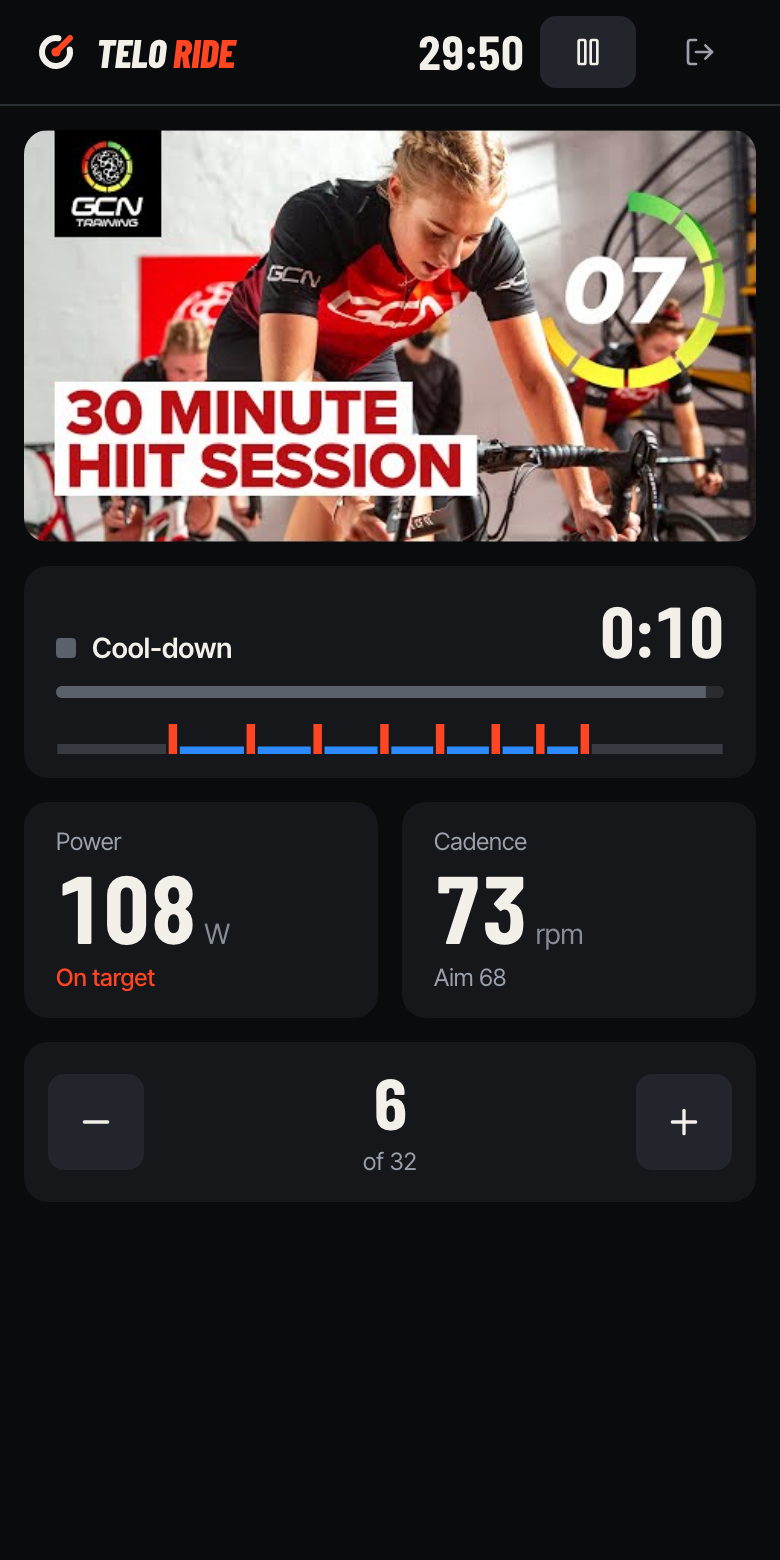 TELO RIDE
29:50
GCN
TRAINING
GCN
GCN
07
30 MINUTE
HIIT SESSION
Cool-down
0:10
Power
108 W
On target
Cadence
73 rpm
Aim 68
6
of 32